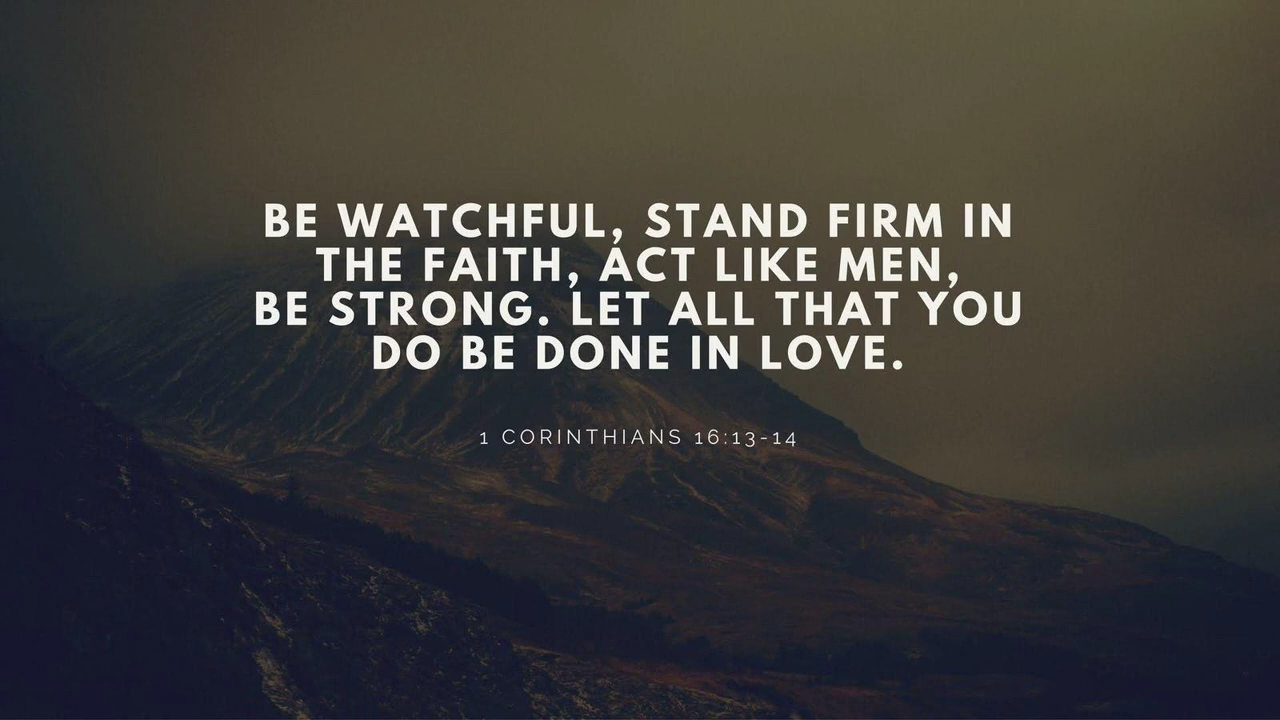 BE WATCHFUL, STAND FIRM IN
THE FAITH, ACT LIKE MEN,
BE STRONG. LET ALL THAT YOU
DO BE DONE IN LOVE.
1 CORINTHIANS 16:13-14